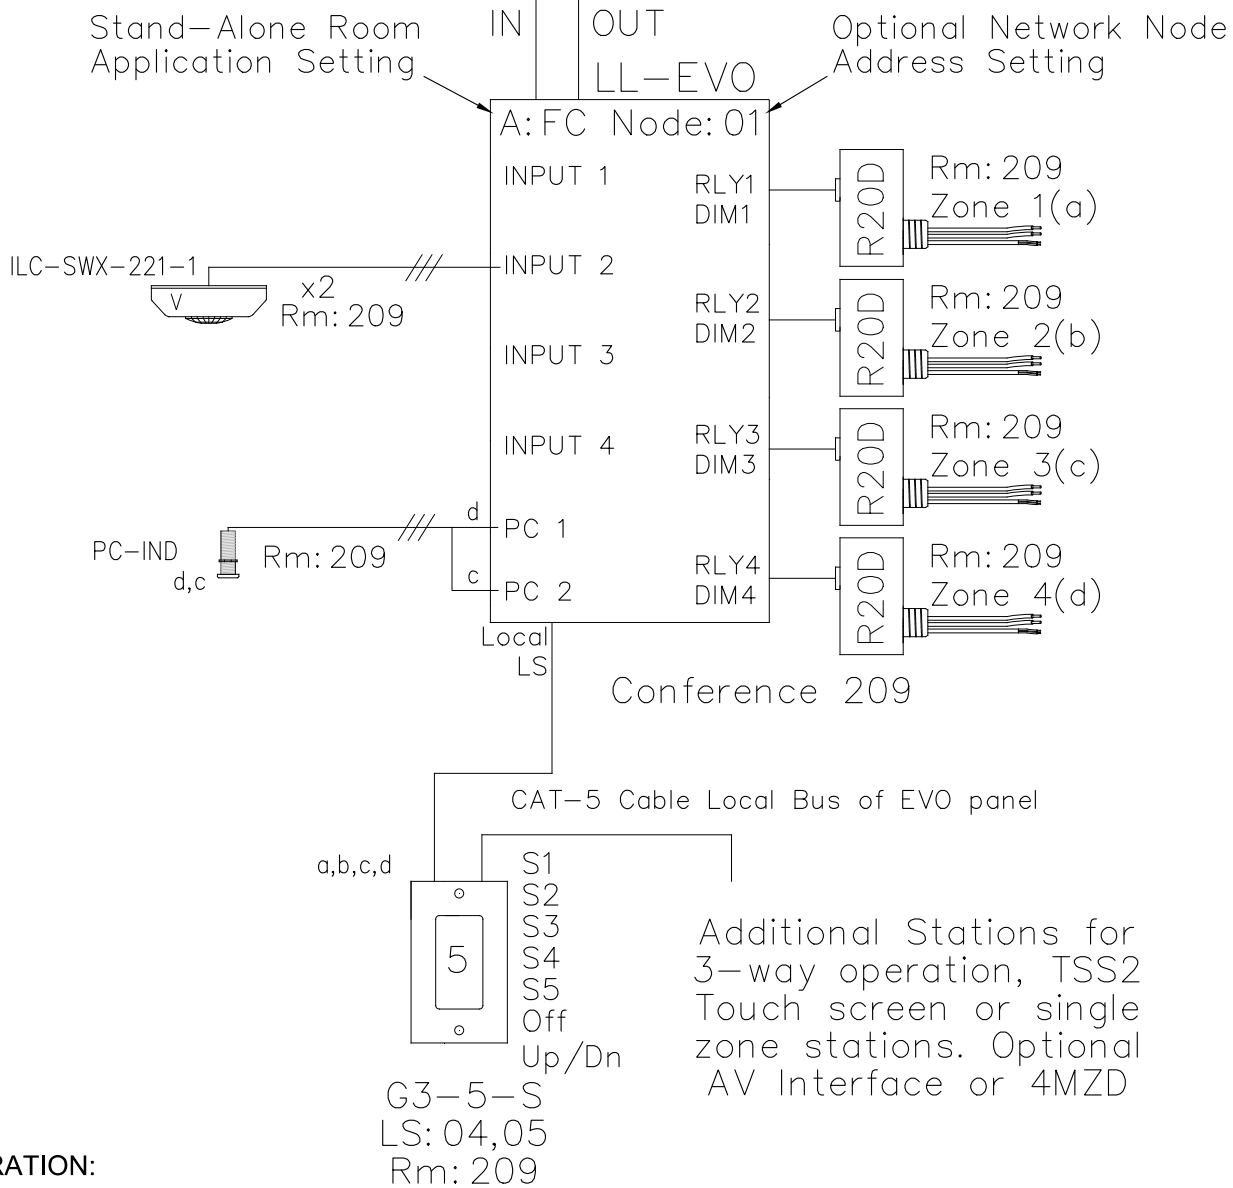 Stand-Alone Room
Application Setting
IN
OUT
LL-EVO
Optional Network Node
Address Setting
A:FC Node:01
INPUT 1
INPUT 2
INPUT 3
INPUT 4
PC 1
PC 2
d
c
RLY1
DIM1
RLY2
DIM2
RLY3
DIM3
RLY4
DIM4
R20D
Rm:209
Zone 1(a)
R20D
Rm:209
Zone 2(b)
R20D
Rm:209
Zone 3(c)
R20D
Rm:209
Zone 4(d)
ILC-SWX-221-1
V
x2
Rm:209
PC-IND
d,c
Rm:209
Local
LS
Conference 209
CAT-5 Cable Local Bus of EVO panel
a,b,c,d
5
S1
S2
S3
S4
S5
Off
Up/Dn
G3-5-S
LS:04,05
Rm:209
Additional Stations for
3-way operation, TSS2
Touch screen or single
zone stations. Optional
AV Interface or 4MZD
RATION: